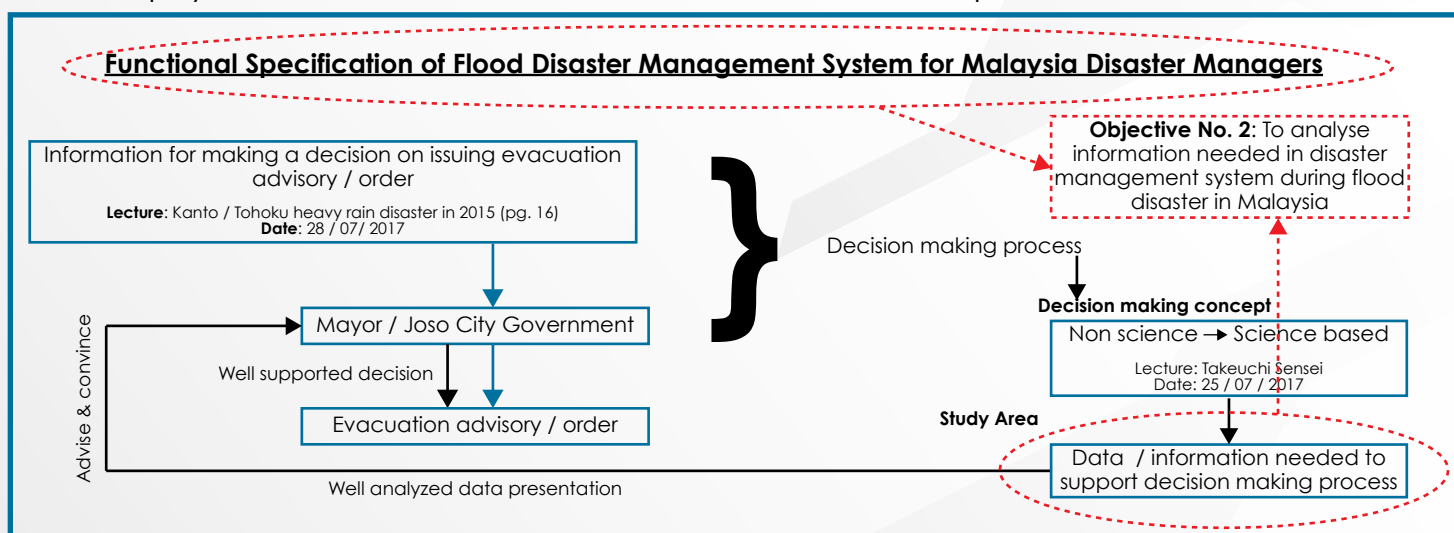 Functional Specification of Flood Disaster Management System for Malaysia Disaster Managers
Information for making a decision on issuing evacuation
advisory / order
Lecture: Kanto / Tohoku heavy rain disaster in 2015 (pg. 16)
Date: 28 / 07/ 2017
Mayor / Joso City Government
Well supported decision
Evacuation advisory / order
Advise & convince
Well analyzed data presentation
}
Decision making process
Objective No. 2: To analyse
information needed in disaster
management system during flood
disaster in Malaysia
Decision making concept
Non science → Science based
Lecture: Takeuchi Sensei
Date: 25 / 07 / 2017
Study Area
Data / information needed to
support decision making process